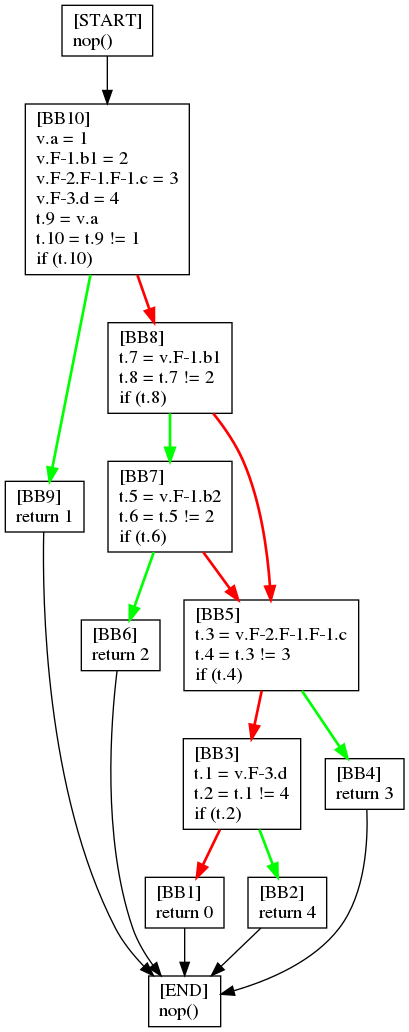 [START]
nop()
[BB10]
v.a = 1
v.F-1.b1 = 2
v.F-2.F-1.F-1.c = 3
v.F-3.d = 4
t.9 = v.a
t.10 = t.9 != 1
if (t.10)
[BB8]
t.7 = v.F-1.b1
t.8 = t.7 != 2
if (t.8)
[BB7]
t.5 = v.F-1.b2
t.6 = t.5 != 2
if (t.6)
[BB9]
return 1
[BB5]
t.3 = v.F-2.F-1.F-1.c
t.4 = t.3 != 3
if (t.4)
[BB6]
return 2
[BB3]
t.1 = v.F-3.d
t.2 = t.1 != 4
if (t.2)
[BB4]
return 3
[BB1]
return 0
[BB2]
return 4
[END]
nop()